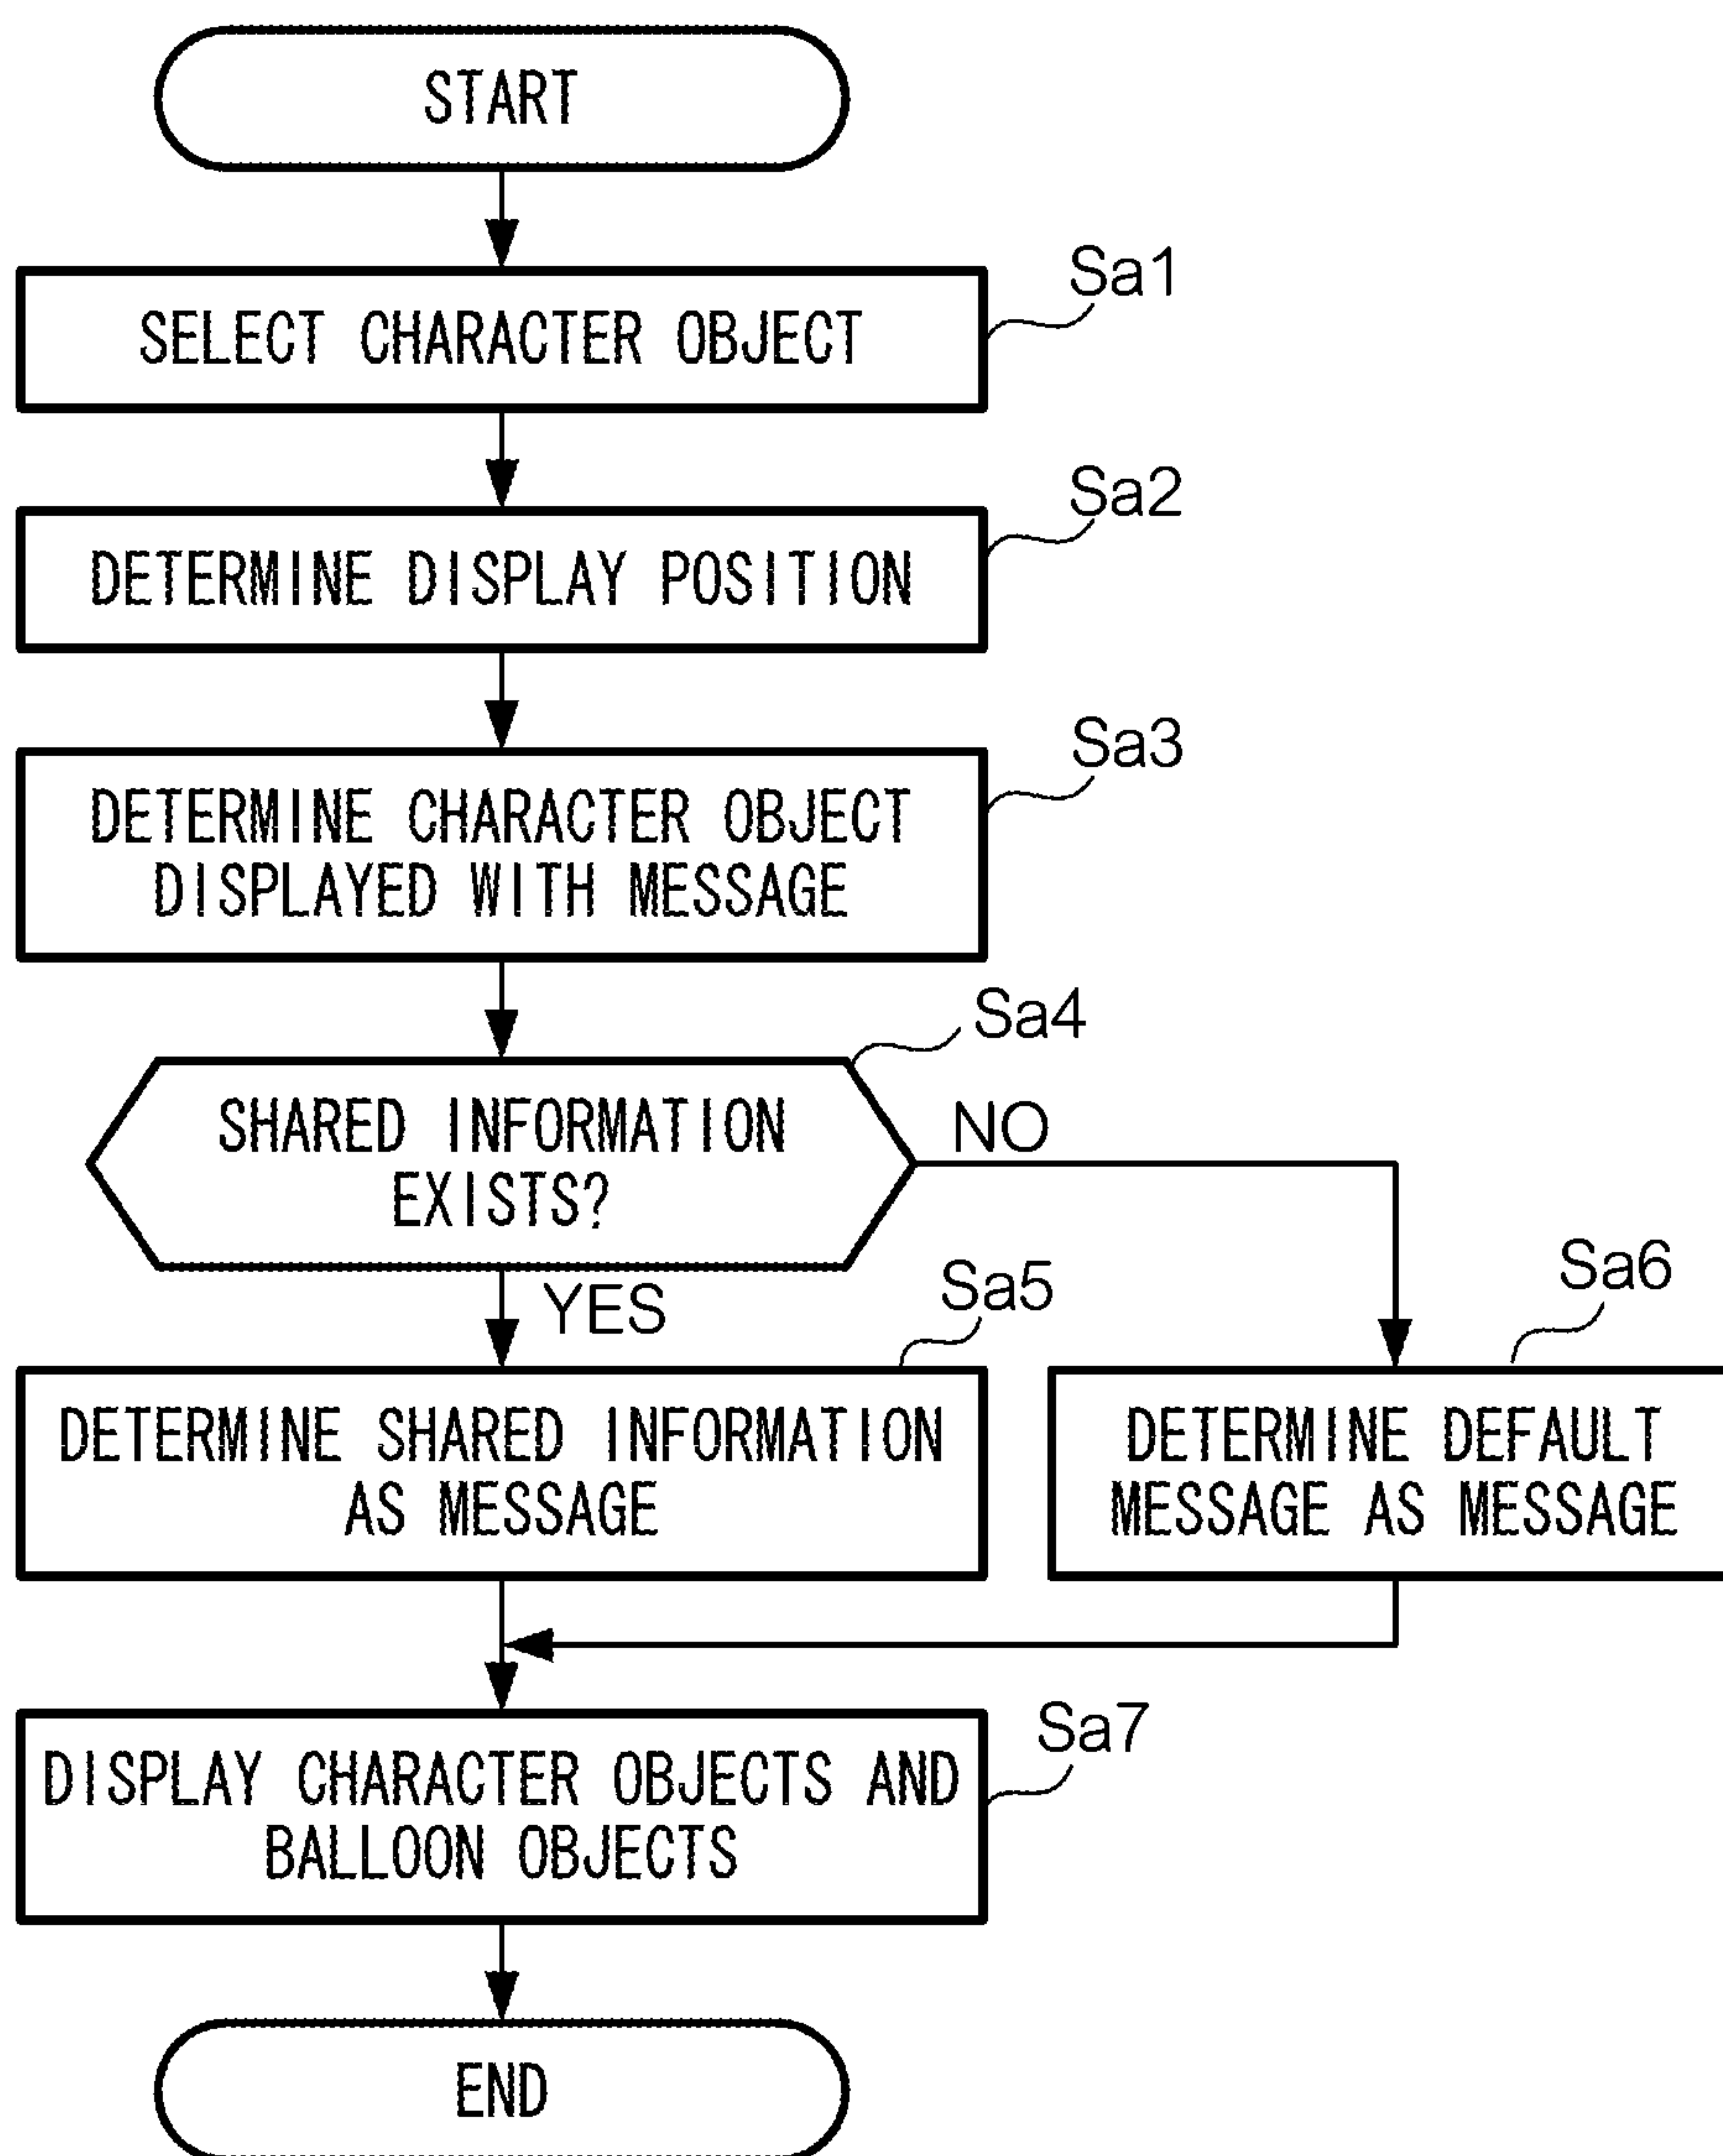 START
Sa1
SELECT CHARACTER OBJECT
Sa2
DETERMINE DISPLAY POSITION
Sa3
DETERMINE CHARACTER OBJECT
DISPLAYED WITH MESSAGE
Sa4
SHARED INFORMATION
EXISTS?
NO
YES
Sa5
Sa6
DETERMINE SHARED INFORMATION
AS MESSAGE
DETERMINE DEFAULT
MESSAGE AS MESSAGE
Sa7
DISPLAY CHARACTER OBJECTS AND
BALLOON OBJECTS
END